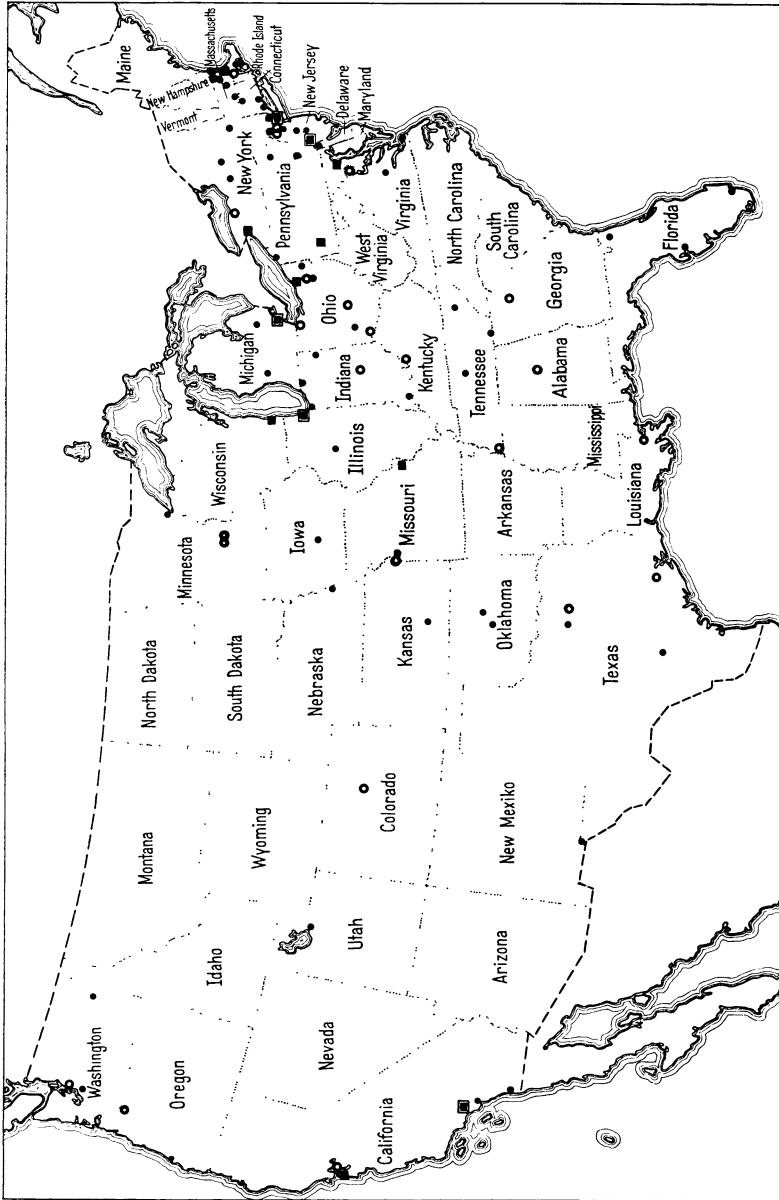 Washington
Montana
North Dakota
Minnesota
Wisconsin
Michigan
New York
Vermont
New Hampshire
Maine
Massachusetts
Rhode Island
Connecticut
New Jersey
Delaware
Maryland
Oregon
Idaho
Wyoming
South Dakota
Iowa
Illinois
Indiana
Ohio
Pennsylvania
West
Virginia
Virginia
Nevada
Utah
Colorado
Nebraska
Kansas
Missouri
Kentucky
California
Arizona
New Mexiko
Oklahoma
Arkansas
Tennessee
North Carolina
South
Carolina
Texas
Louisiana
Mississippi
Alabama
Georgia
Florida